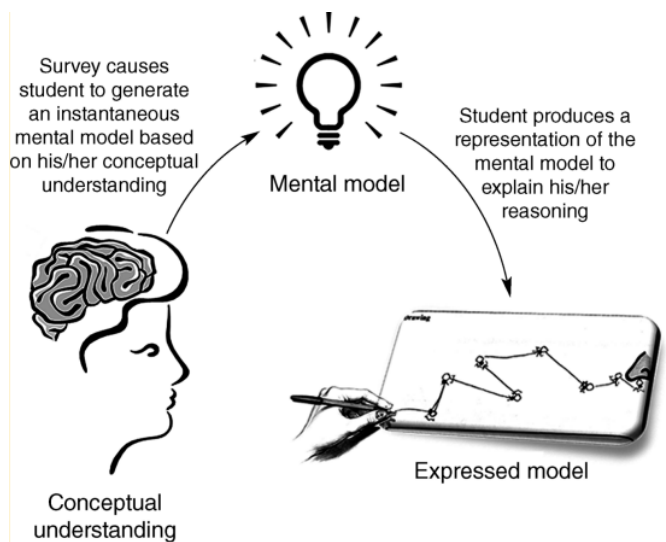 Survey causes
student to generate
an instantaneous
mental model based
on his/her conceptual
understanding
Mental model
Student produces a
representation of the
mental model to
explain his/her
reasoning
drawing
Expressed model
Conceptual
understanding